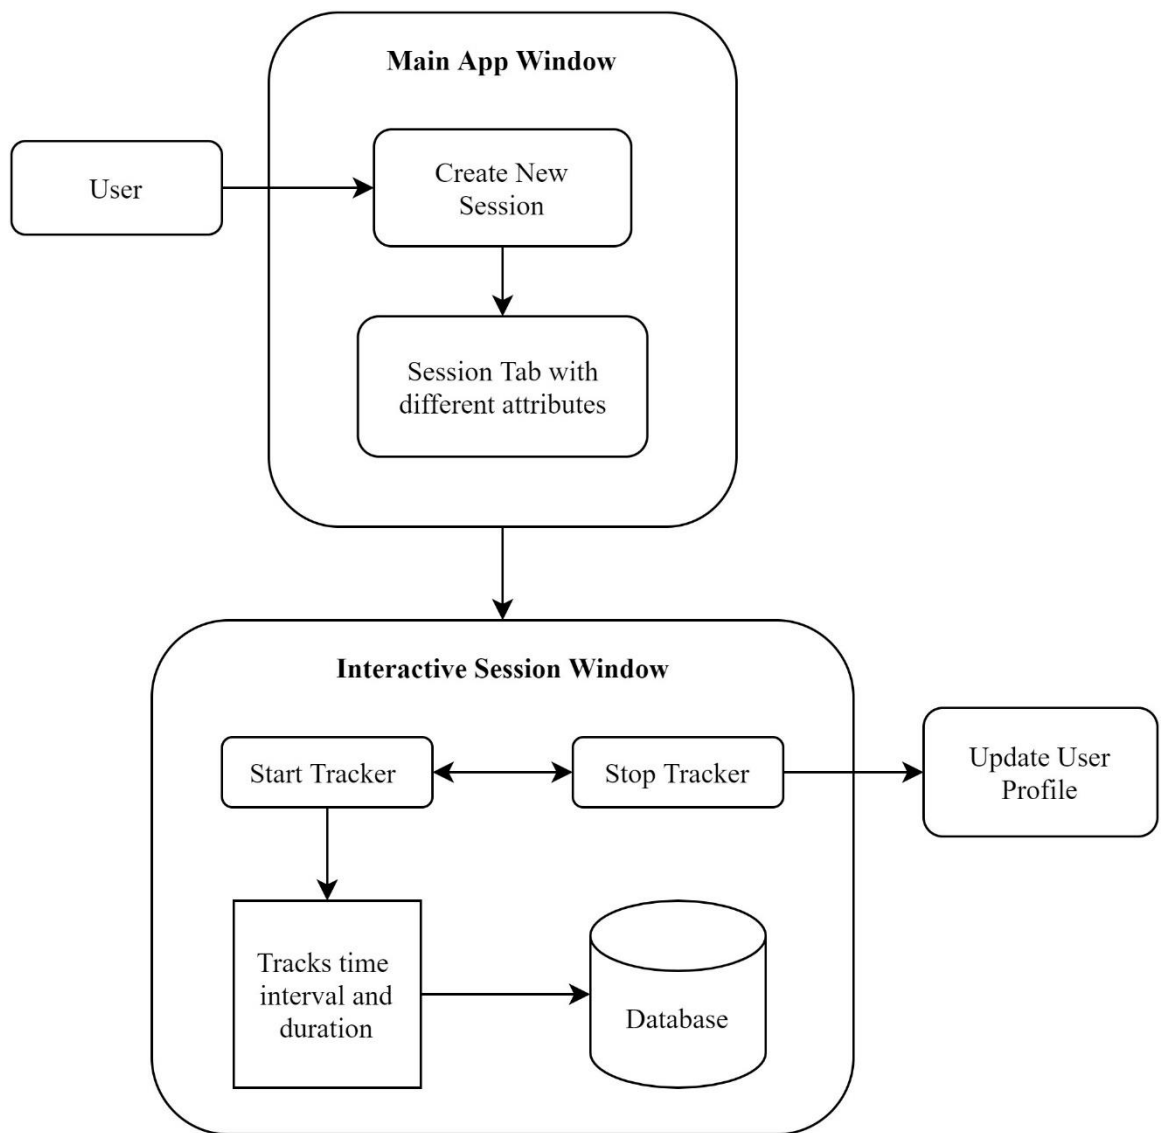 Main App Window
User
Create New
Session
Session Tab with
different attributes
Interactive Session Window
Start Tracker
Stop Tracker
Update User
Profile
Tracks time
interval and
duration
Database